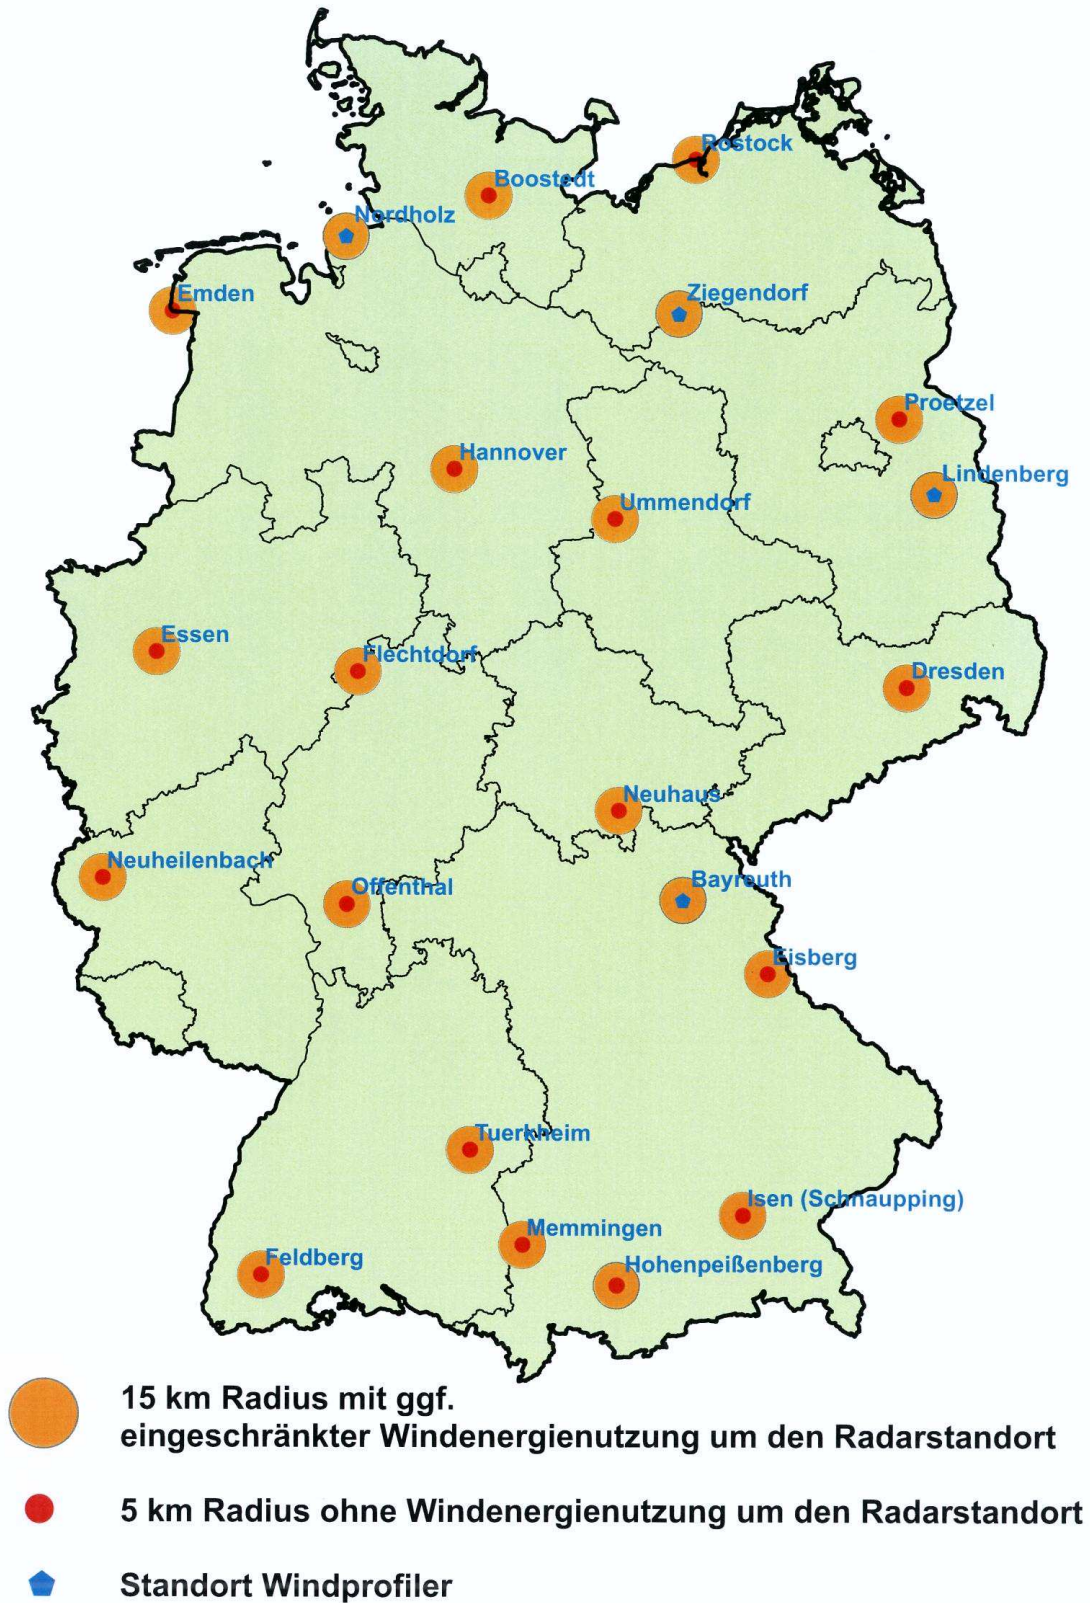 Rostock
Boostedt
Nordholz
Emden
Ziegendorf
Proetzel
Hannover
Lindenberg
Ummendorf
Essen
Flechtdorf
Dresden
Neuhaus
Neuheilenbach
Offenthal
Bayreuth
Eisberg
Tuerkheim
Isen (Schnaupping)
Memmingen
Feldberg
Hohenpeißenberg
15 km Radius mit ggf.
eingeschränkter Windenergienutzung um den Radarstandort
5 km Radius ohne Windenergienutzung um den Radarstandort
Standort Windprofiler